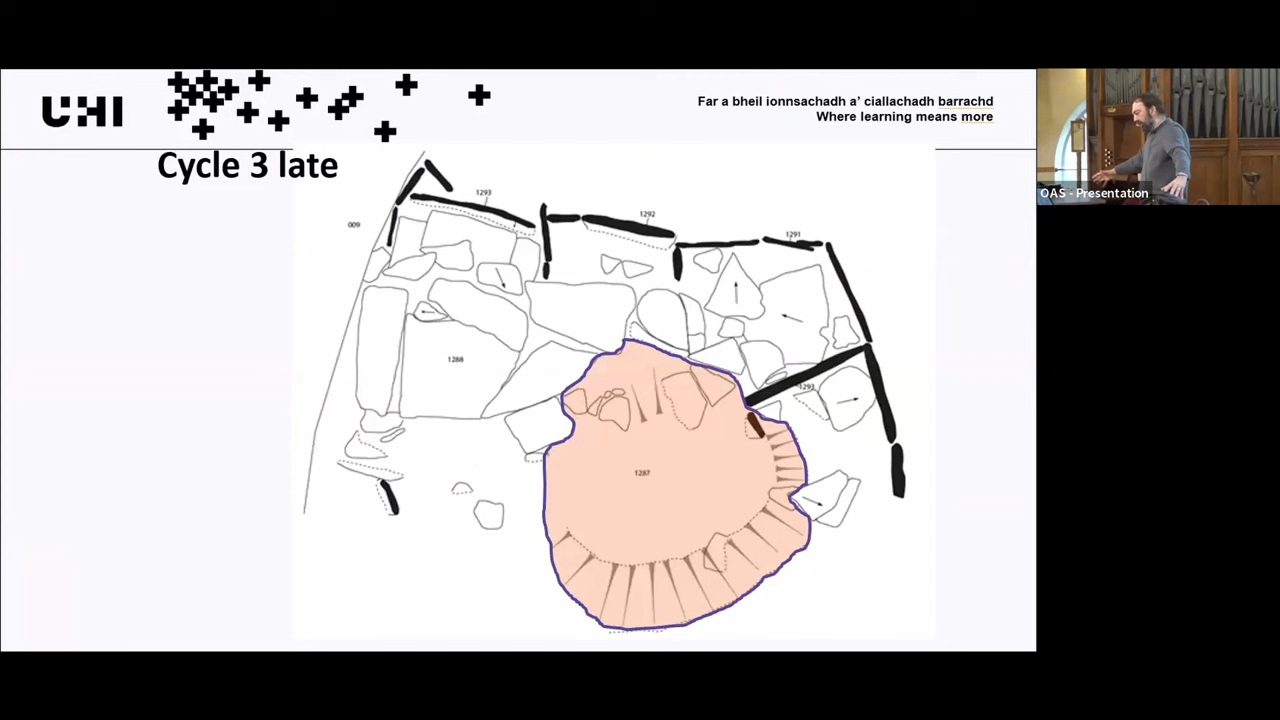 UHI
Far a bheil ionnsachadh a' ciallachadh barrachd
Where learning means more
Cycle 3 late
OAS - Presentation
1293
009
1292
1291
1288
1293
1287